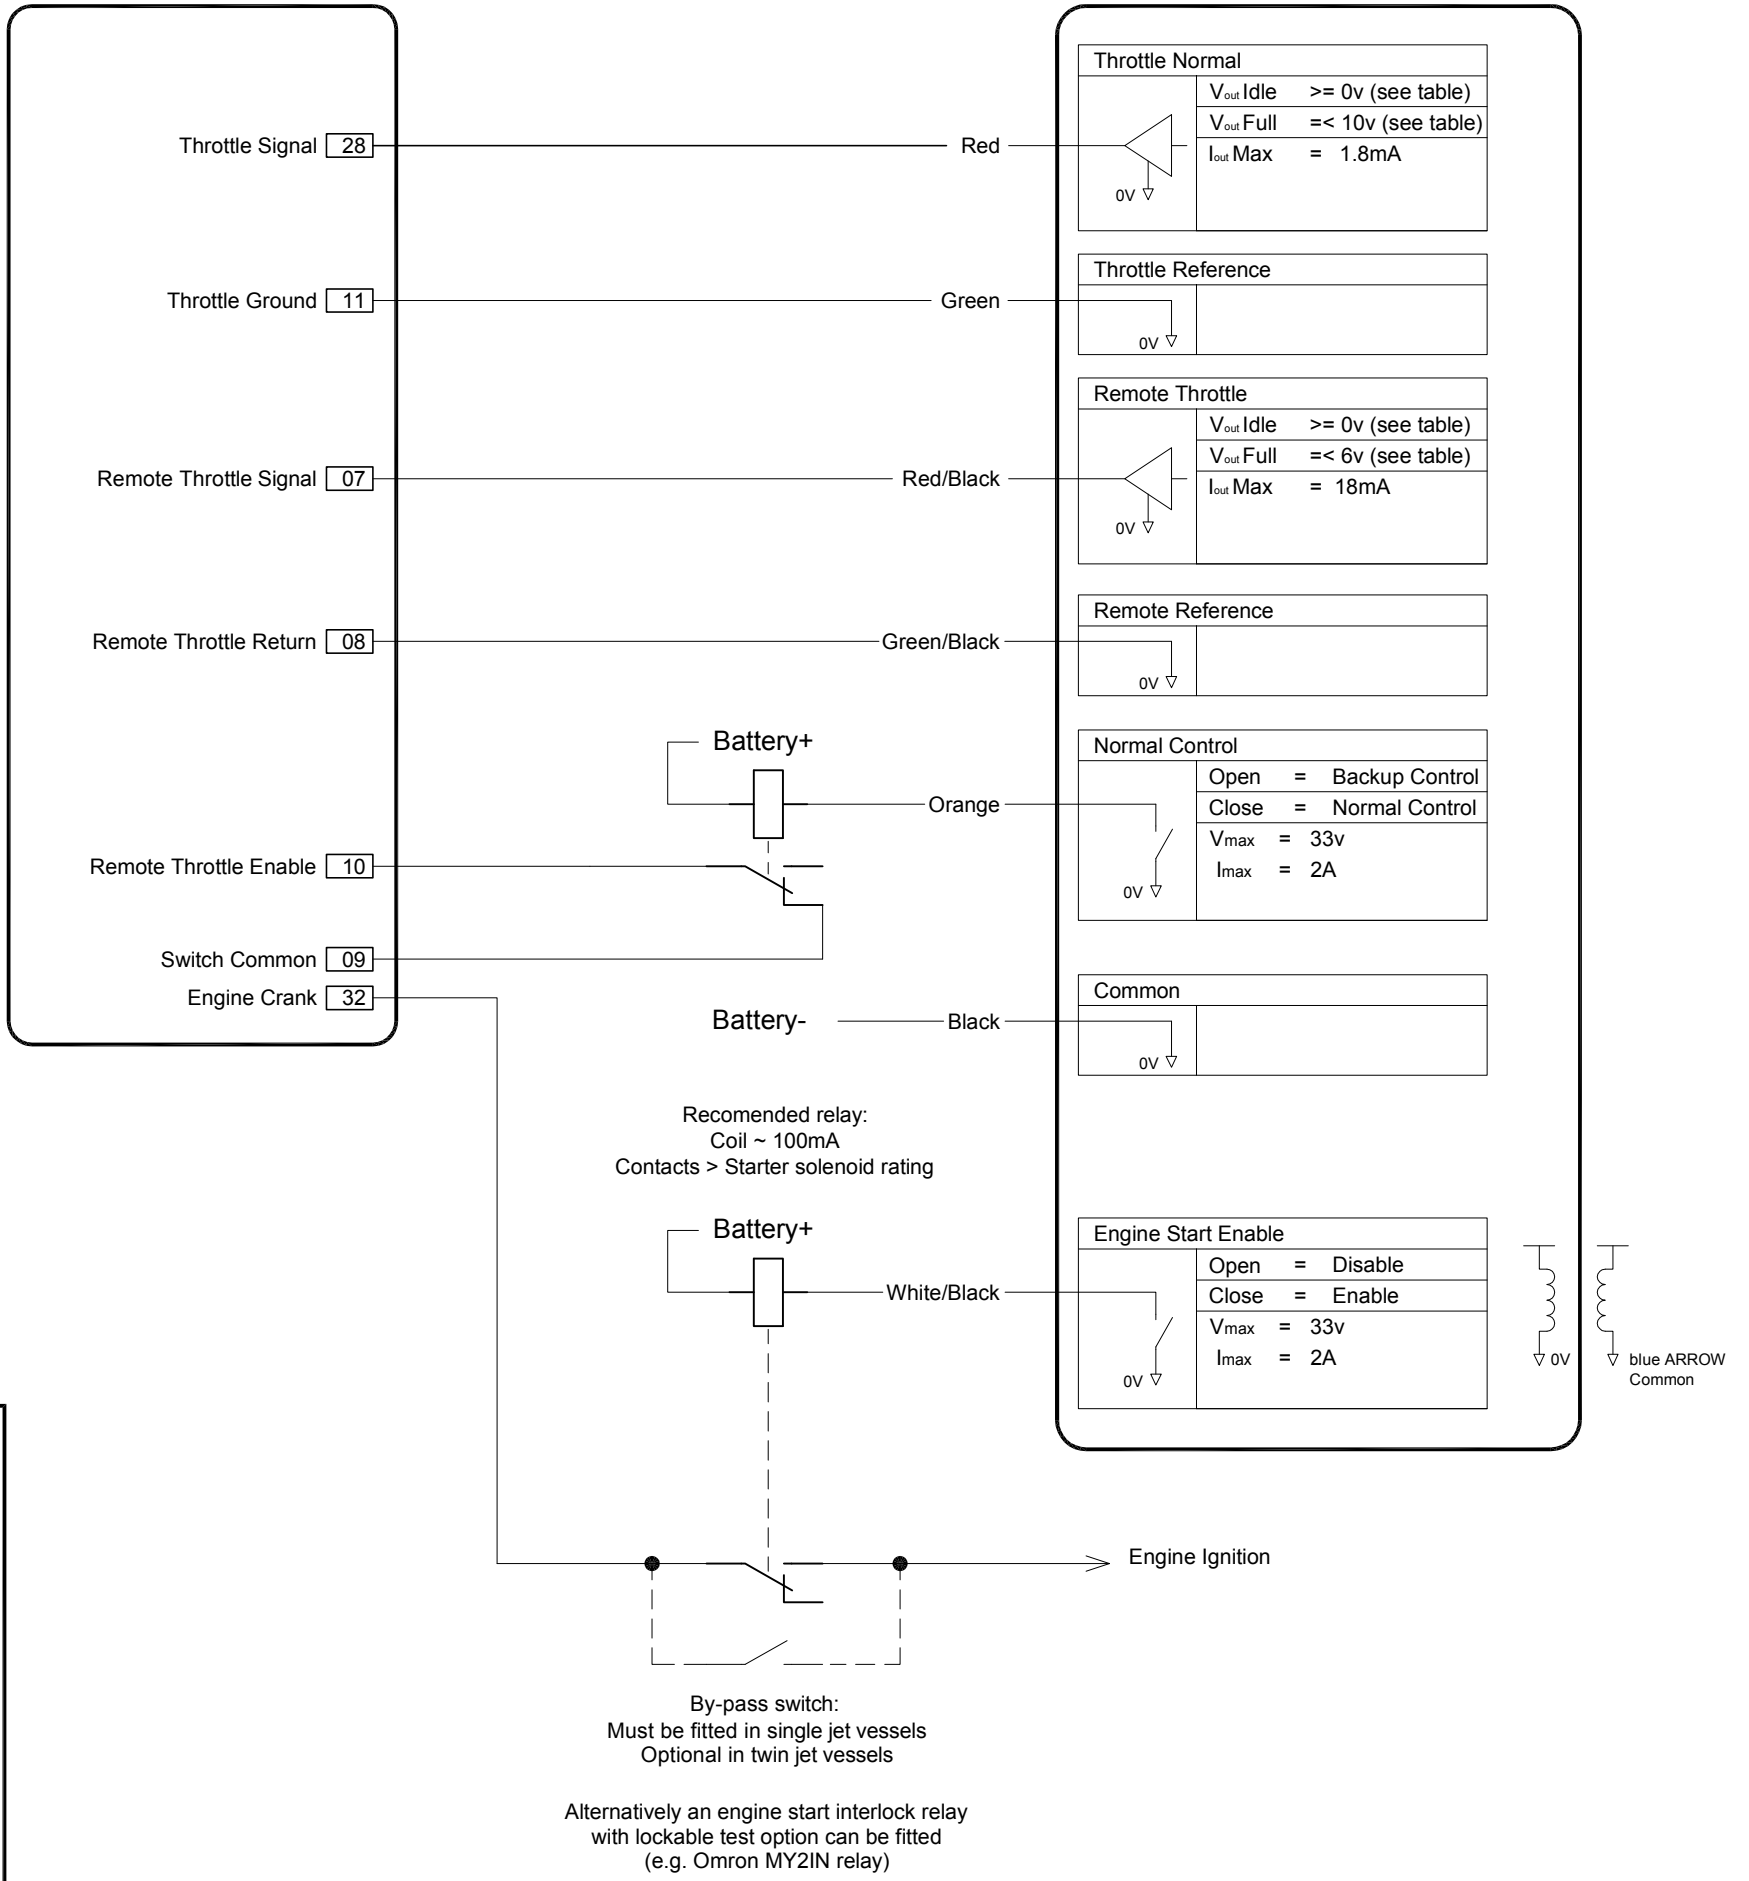 Throttle Normal
Vout Idle >= 0v (see table)
Throttle Signal 28 Red Vout Full =< 10v (see table)
Iout Max = 1.8mA
0V
Throttle Reference
Throttle Ground 11 Green
0V
Remote Throttle
Vout Idle >= 0v (see table)
Vout Full =< 6v (see table)
Remote Throttle Signal 07 Red/Black Iout Max = 18mA
0V
Remote Reference
Remote Throttle Return 08 Green/Black
0V
Battery+ Normal Control
Open = Backup Control
Orange Close = Normal Control
Vmax = 33v
Remote Throttle Enable 10 Imax = 2A
0V
Switch Common 09
Engine Crank 32 Common
Battery- Black
0V
Recomended relay:
Coil ~ 100mA
Contacts > Starter solenoid rating
Battery+ Engine Start Enable
Open = Disable
White/Black Close = Enable
Vmax = 33v
Imax = 2A 0V blue ARROW
0V Common
Engine Ignition
By-pass switch:
Must be fitted in single jet vessels
Optional in twin jet vessels
Alternatively an engine start interlock relay
with lockable test option can be fitted
(e.g. Omron MY2IN relay)